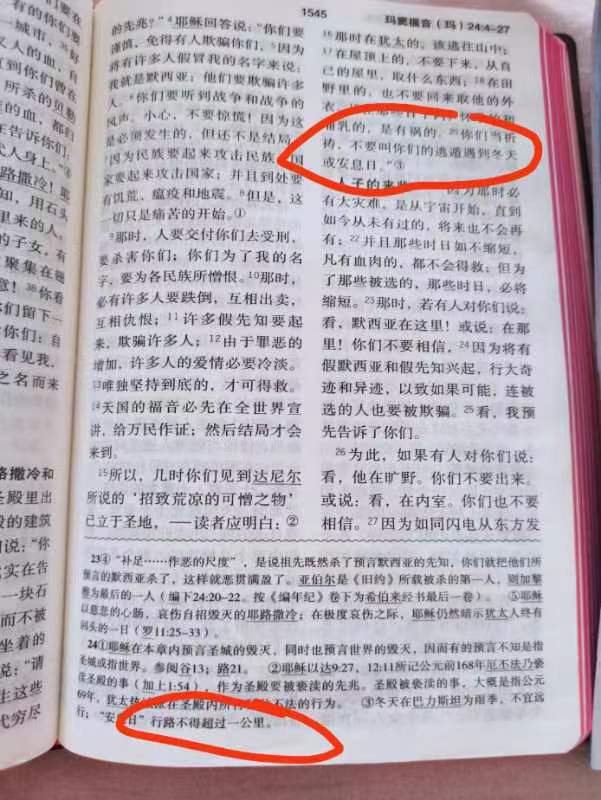 1545
玛窦福音（玛）24:4-27
的先兆？”⁴耶稣回答说：“你们要
谨慎，免得有人欺骗你们，⁵因为
将有许多人假冒我的名字来说：
我就是默西亚；他们要欺骗许多
人。⁶你们要听到战争和战争的
风声，小心，不要惊慌！因为这
是必须发生的，但还不是结局，
⁷因为民族要起来攻击民族，国
家要起来攻击国家；并且到处要
有饥荒、瘟疫和地震。⁸但是，这
一切只是痛苦的开始。①
⁹那时，人要交付你们去受刑，
要杀害你们；你们为了我的名
字，要为各民族所憎恨。¹⁰那时，
必有许多人要跌倒，互相出卖，
互相仇恨；¹¹许多假先知要起
来，欺骗许多人；¹²由于罪恶的
增加，许多人的爱情必要冷淡。
¹³唯独坚持到底的，才可得救。
¹⁴天国的福音必先在全世界宣
讲，给万民作证；然后结局才会
来到。
¹⁵所以，几时你们见到达尼尔
所说的‘招致荒凉的可憎之物’
已立于圣地，——读者应明白：②
¹⁶那时在犹太的，该逃往山中；
¹⁷在屋顶上的，不要下来，从自
己的屋里，取什么东西；¹⁸在田
野里的，也不要回来取他的外
哺乳的，是有祸的。²⁰你们当祈
祷，不要叫你们的逃遁遇到冬天
或安息日。”③
人子的来临 因为那时必
有大灾难，是从宇宙开始，直到
如今从未有过的，将来也不会再
有；²²并且那些时日如不缩短，
凡有血肉的，都不会得救；但为
了那些被选的，那些时日，必将
缩短。²³那时，若有人对你们说：
看，默西亚在这里！或说：在那
里！你们不要相信，²⁴因为将有
假默西亚和假先知兴起，行大奇
迹和异迹，以致如果可能，连被
选的人也要被欺骗。²⁵看，我预
先告诉了你们。
²⁶为此，如果有人对你们说：
看，他在旷野。你们不要出来。
或说：看，在内室。你们也不要
相信。²⁷因为如同闪电从东方发
23④“补足……作恶的尺度”，是说祖先既然杀了预言默西亚的先知，你们就把他们所
预言的默西亚杀了，这样就恶贯满盈了。亚伯尔是《旧约》所载被杀的第一人，则加黎雅
为最后的一人（编下24:20-22。按《编年纪》卷下为希伯来经书最后一卷）。 ⑤耶稣
以慈悲的心肠，哀伤自招毁灭的耶路撒冷；在极度哀伤之际，耶稣仍然暗示犹太人终有
回头的一日（罗11:25-33）。
24①耶稣在本章内预言圣城的毁灭，同时也预言世界的毁灭，因而有的预言不知是指
圣城或指世界。参阅谷13；路21。 ②耶稣以达9:27，12:11所记公元前168年厄丕法乃亵
渎圣殿的事（加上1:54），作为圣殿要被亵渎的先兆。圣殿被亵渎的事，大概是指公元
69年，犹太热诚派在圣殿内所行种种不法的行为。 ③冬天在巴力斯坦为雨季，不宜远
行；“安息日”行路不得超过一公里。